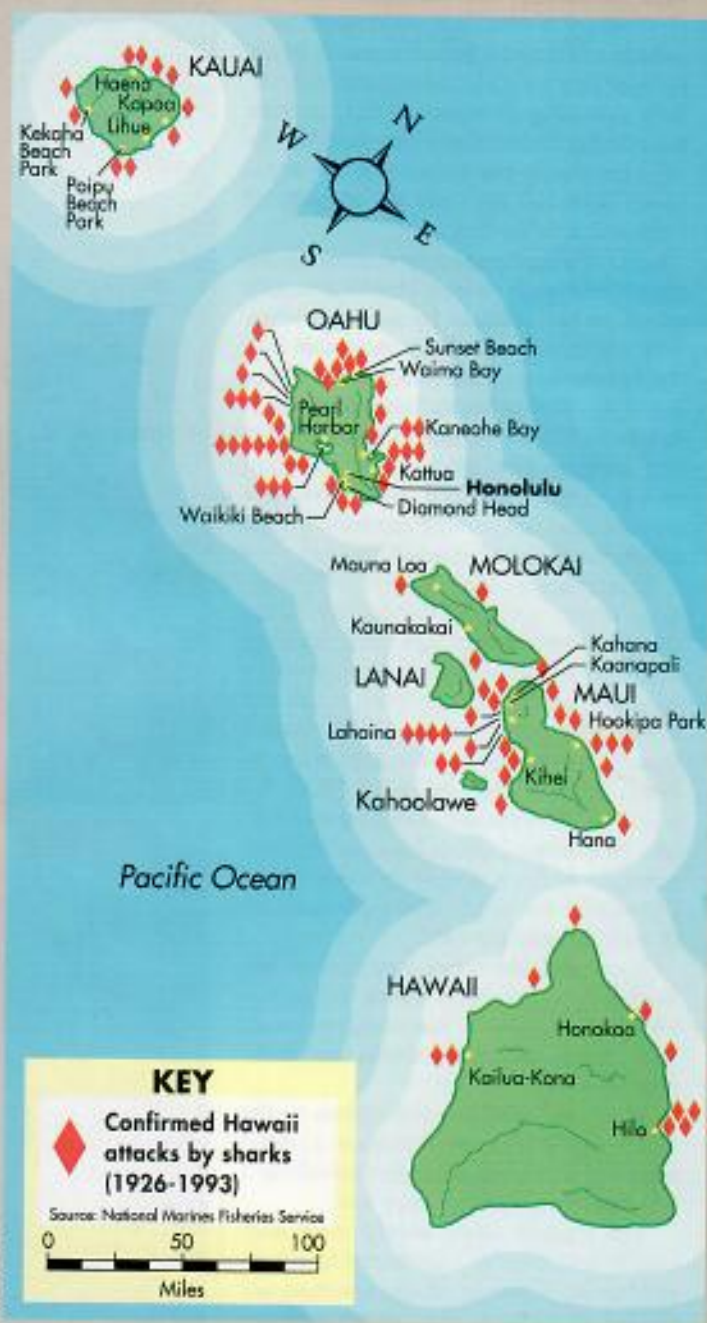 KAUAI
Haena
Kapaa
Lihue
Kekaha
Beach
Park
Poipu
Beach
Park
N
W
E
S
OAHU
Sunset Beach
Waima Bay
Pearl
Harbor
Kaneohe Bay
Kattua
Honolulu
Waikiki Beach
Diamond Head
Mauna Loa
MOLOKAI
Kaunakakai
Kahana
Kaanapali
LANAI
MAUI
Hookipa Park
Lahaina
Kihei
Kahoolawe
Hana
Pacific Ocean
HAWAII
Honokaa
Kailua-Kona
Hilo
KEY
Confirmed Hawaii
attacks by sharks
(1926-1993)
Source: National Marines Fisheries Service
0 50 100
Miles